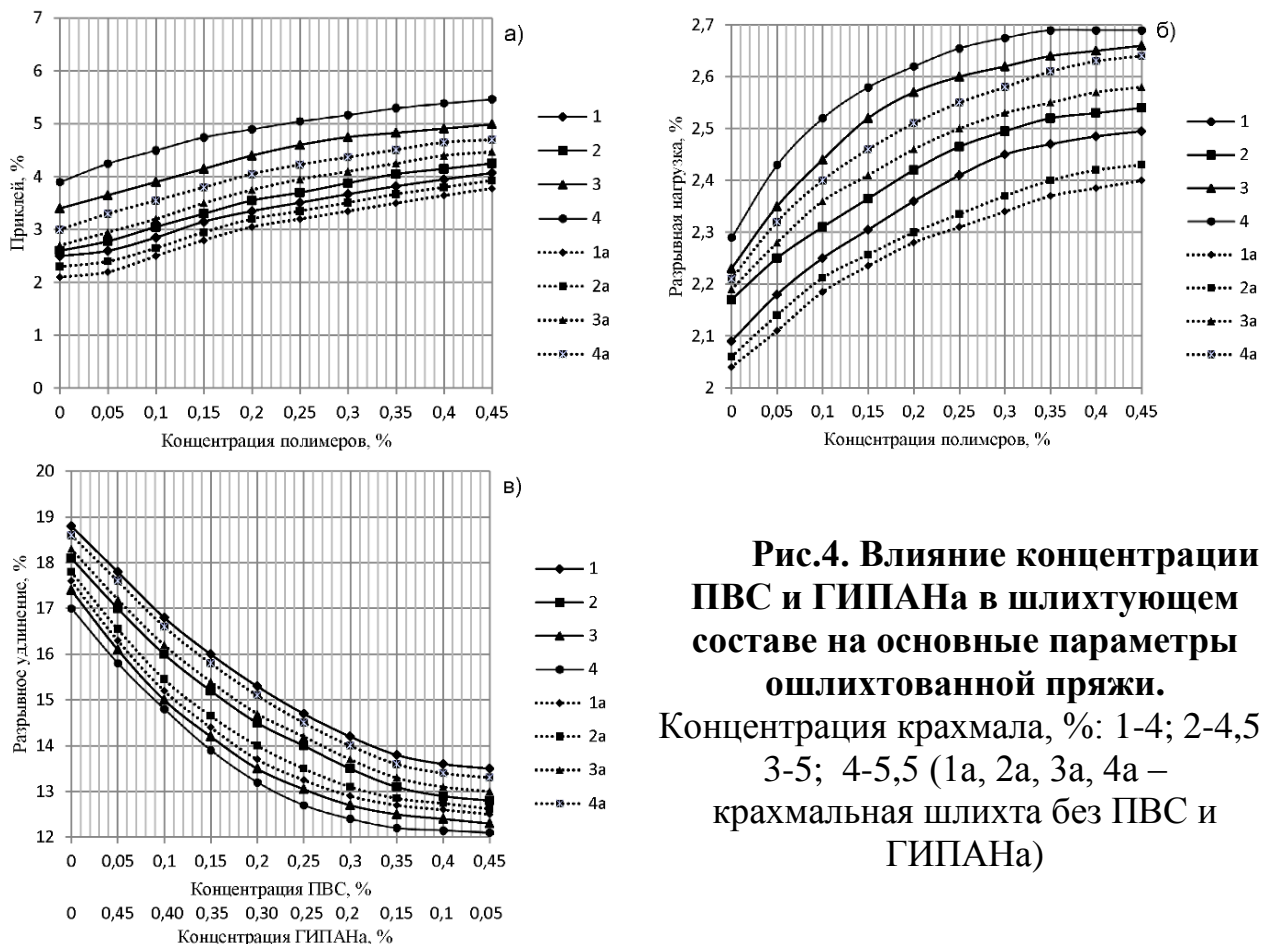 а)
7
6
5
4
3
2
1
0
Приклей, %
0 0,05 0,1 0,15 0,2 0,25 0,3 0,35 0,4 0,45
Концентрация полимеров, %
1
2
3
4
1а
2а
3а
4а
б)
2,7
2,6
2,5
2,4
2,3
2,2
2,1
2
Разрывная нагрузка, %
0 0,05 0,1 0,15 0,2 0,25 0,3 0,35 0,4 0,45
Концентрация полимеров, %
1
2
3
4
1а
2а
3а
4а
в)
20
19
18
17
16
15
14
13
12
Разрывное удлинение, %
0 0,05 0,10 0,15 0,2 0,25 0,3 0,35 0,40 0,45
Концентрация ПВС, %
0 0,45 0,40 0,35 0,30 0,25 0,2 0,15 0,1 0,05
Концентрация ГИПАНа, %
1
2
3
4
1а
2а
3а
4а
Рис.4. Влияние концентрации
ПВС и ГИПАНа в шлихтующем
составе на основные параметры
ошлихтованной пряжи.
Концентрация крахмала, %: 1-4; 2-4,5
3-5; 4-5,5 (1а, 2а, 3а, 4а –
крахмальная шлихта без ПВС и
ГИПАНа)